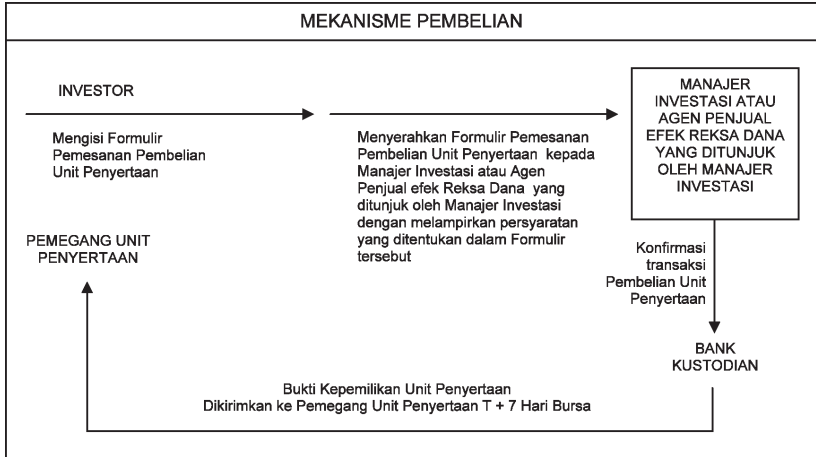 MEKANISME PEMBELIAN
INVESTOR
Mengisi Formulir
Pemesanan Pembelian
Unit Penyertaan
Menyerahkan Formulir Pemesanan
Pembelian Unit Penyertaan kepada
Manajer Investasi atau Agen
Penjual efek Reksa Dana yang
ditunjuk oleh Manajer Investasi
dengan melampirkan persyaratan
yang ditentukan dalam Formulir
tersebut
MANAJER
INVESTASI ATAU
AGEN PENJUAL
EFEK REKSA DANA
YANG DITUNJUK
OLEH MANAJER
INVESTASI
Konfirmasi
transaksi
Pembelian Unit
Penyertaan
BANK
KUSTODIAN
Bukti Kepemilikan Unit Penyertaan
Dikirimkan ke Pemegang Unit Penyertaan T + 7 Hari Bursa
PEMEGANG UNIT
PENYERTAAN